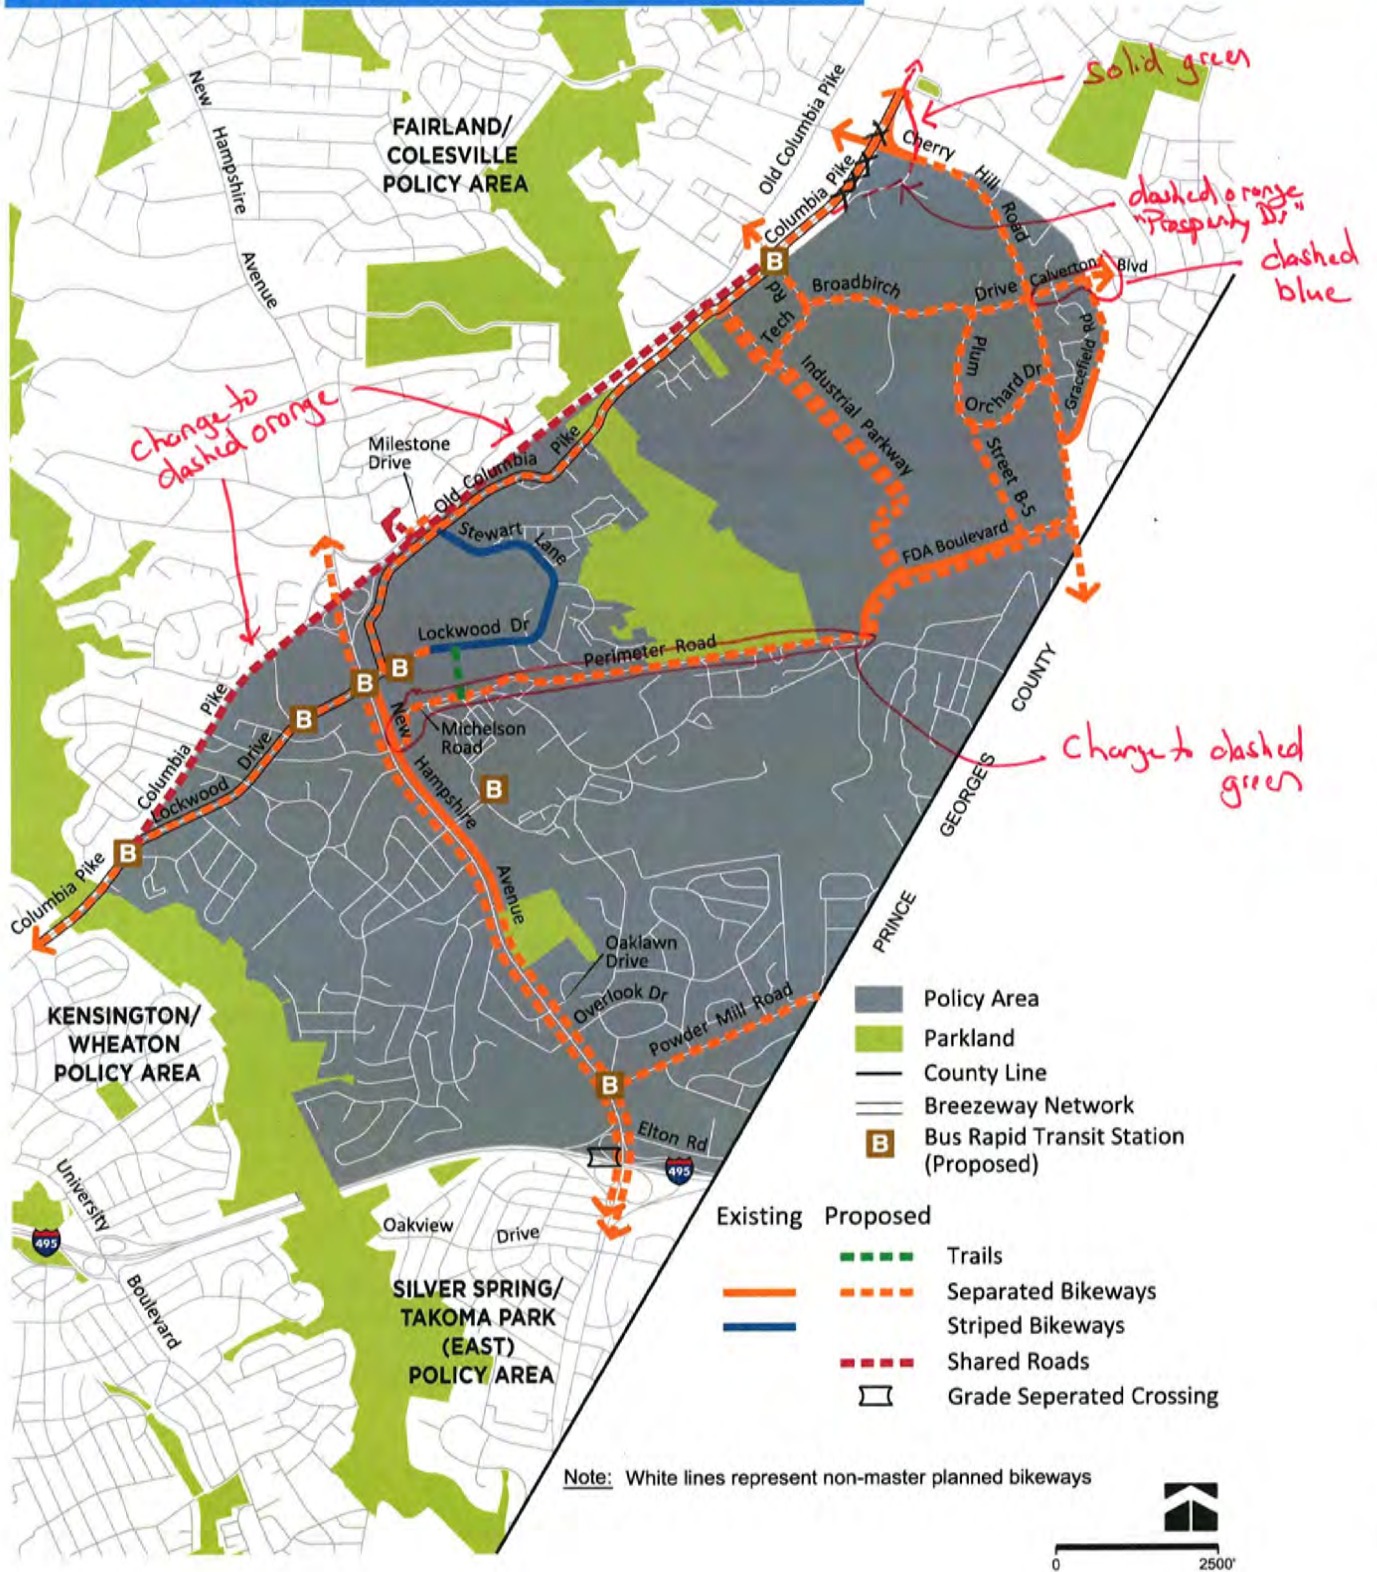 solid green
Old Columbia Pike
New
Hampshire
Avenue
FAIRLAND/
COLESVILLE
POLICY AREA
Cherry
Hill
Road
Columbia Pike
dashed orange
"Prosperity Dr"
dashed
blue
B
Calverton Blvd
Broadbirch
Drive
Tech
Rd
Plum
Orchard Dr
Gracefield Rd
Industrial Parkway
Street B-5
FDA Boulevard
change to
dashed orange
Milestone
Drive
Old Columbia
Pike
Stewart
Lane
Lockwood Dr
Perimeter Road
B
B
B
Michelson
Road
Change to dashed
green
New
Hampshire
Avenue
B
Columbia
Pike
Lockwood
Drive
B
Columbia Pike
PRINCE
GEORGE'S
COUNTY
Oaklawn
Drive
Overlook Dr
Powder Mill Road
B
Elton Rd
495
KENSINGTON/
WHEATON
POLICY AREA
University
Boulevard
495
Oakview
Drive
SILVER SPRING/
TAKOMA PARK
(EAST)
POLICY AREA
Policy Area
Parkland
County Line
Breezeway Network
B
Bus Rapid Transit Station
(Proposed)
Existing Proposed
Trails
Separated Bikeways
Striped Bikeways
Shared Roads
Grade Seperated Crossing
Note: White lines represent non-master planned bikeways
0 2500'